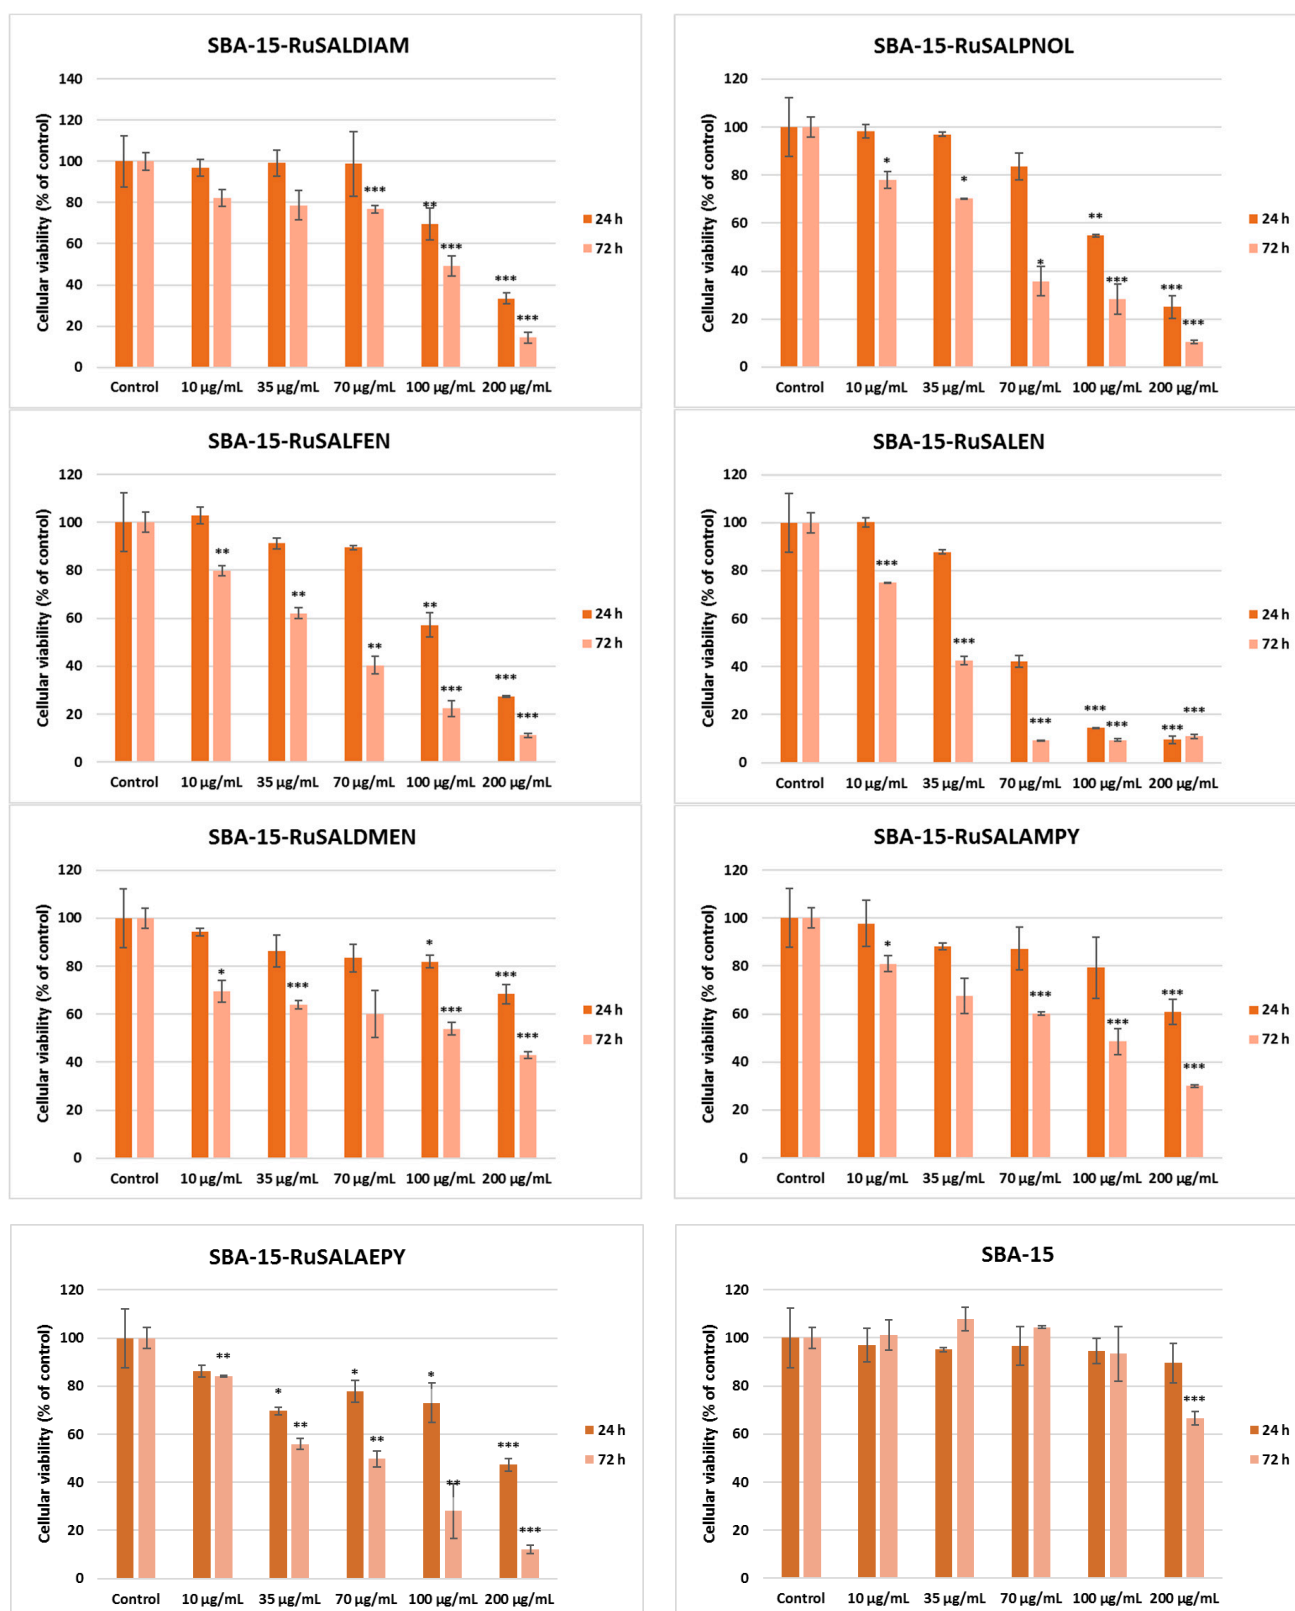 SBA-15-RuSALDIAM
Cellular viability (% of control)
140
120
100
80
60
40
20
0
*** ** *** *** ***
Control 10 µg/mL 35 µg/mL 70 µg/mL 100 µg/mL 200 µg/mL
24 h
72 h
SBA-15-RuSALPNOL
Cellular viability (% of control)
120
100
80
60
40
20
0
* * * ** *** *** ***
Control 10 µg/mL 35 µg/mL 70 µg/mL 100 µg/mL 200 µg/mL
24 h
72 h
SBA-15-RuSALFEN
Cellular viability (% of control)
120
100
80
60
40
20
0
** ** ** ** *** *** ***
Control 10 µg/mL 35 µg/mL 70 µg/mL 100 µg/mL 200 µg/mL
24 h
72 h
SBA-15-RuSALEN
Cellular viability (% of control)
120
100
80
60
40
20
0
*** *** *** *** *** *** ***
Control 10 µg/mL 35 µg/mL 70 µg/mL 100 µg/mL 200 µg/mL
24 h
72 h
SBA-15-RuSALDMEN
Cellular viability (% of control)
120
100
80
60
40
20
0
* *** * *** *** ***
Control 10 µg/mL 35 µg/mL 70 µg/mL 100 µg/mL 200 µg/mL
24 h
72 h
SBA-15-RuSALAMPY
Cellular viability (% of control)
120
100
80
60
40
20
0
* *** *** *** ***
Control 10 µg/mL 35 µg/mL 70 µg/mL 100 µg/mL 200 µg/mL
24 h
72 h
SBA-15-RuSALAEPY
Cellular viability (% of control)
120
100
80
60
40
20
0
** * ** * ** * ** *** ***
Control 10 µg/mL 35 µg/mL 70 µg/mL 100 µg/mL 200 µg/mL
24 h
72 h
SBA-15
Cellular viability (% of control)
120
100
80
60
40
20
0
***
Control 10 µg/mL 35 µg/mL 70 µg/mL 100 µg/mL 200 µg/mL
24 h
72 h